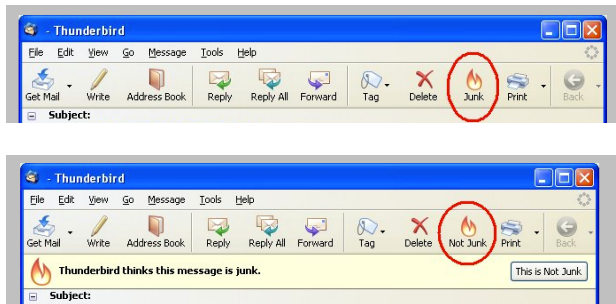 - Thunderbird
File Edit View Go Message Tools Help
Get Mail Write Address Book Reply Reply All Forward Tag Delete Junk Print Back
Subject:
- Thunderbird
File Edit View Go Message Tools Help
Get Mail Write Address Book Reply Reply All Forward Tag Delete Not Junk Print Back
Thunderbird thinks this message is junk. This is Not Junk
Subject: